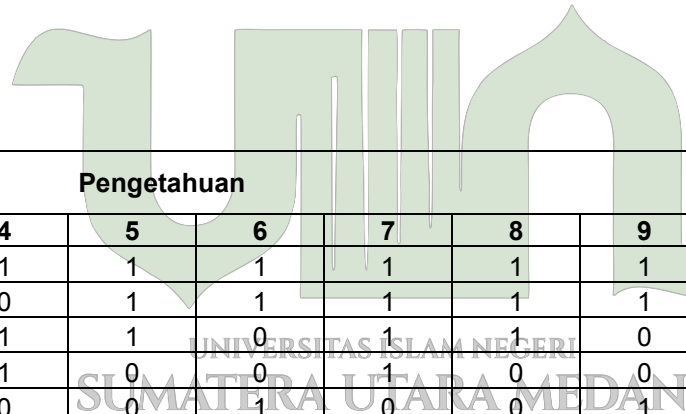 Pengetahuan
4 5 6 7 8 9
1 1 1 1 1 1
0 1 1 1 1 1
1 1 0 1 1 0
UNIVERSITAS ISLAM NEGERI
1 0 0 1 0 0
SUMATERA UTARA MEDAN
0 0 1 0 0 1